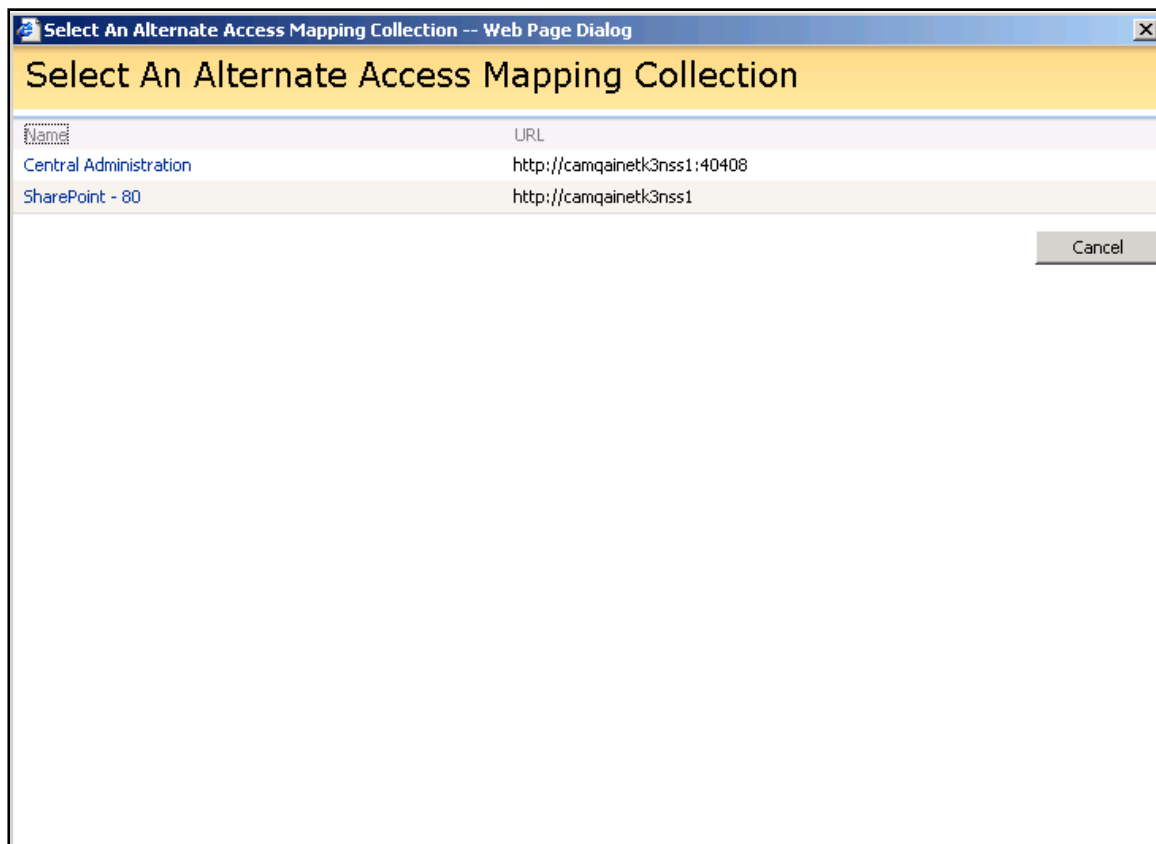 Select An Alternate Access Mapping Collection -- Web Page Dialog
Select An Alternate Access Mapping Collection
Name URL
Central Administration http://camqainetk3nss1:40408
SharePoint - 80 http://camqainetk3nss1
Cancel